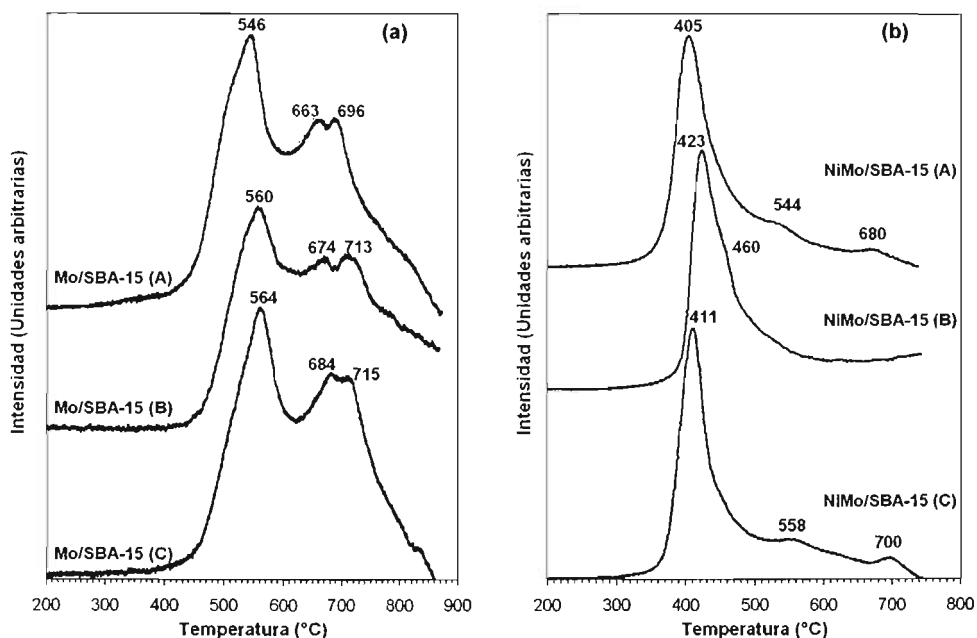 (a)
546
663
696
Mo/SBA-15 (A)
560
674
713
Mo/SBA-15 (B)
564
684
715
Mo/SBA-15 (C)
Intensidad (Unidades arbitrarias)
200 300 400 500 600 700 800 900
Temperatura (°C)
(b)
405
544
680
NiMo/SBA-15 (A)
423
460
NiMo/SBA-15 (B)
411
558
700
NiMo/SBA-15 (C)
Intensidad (Unidades arbitrarias)
200 300 400 500 600 700 800
Temperatura (°C)